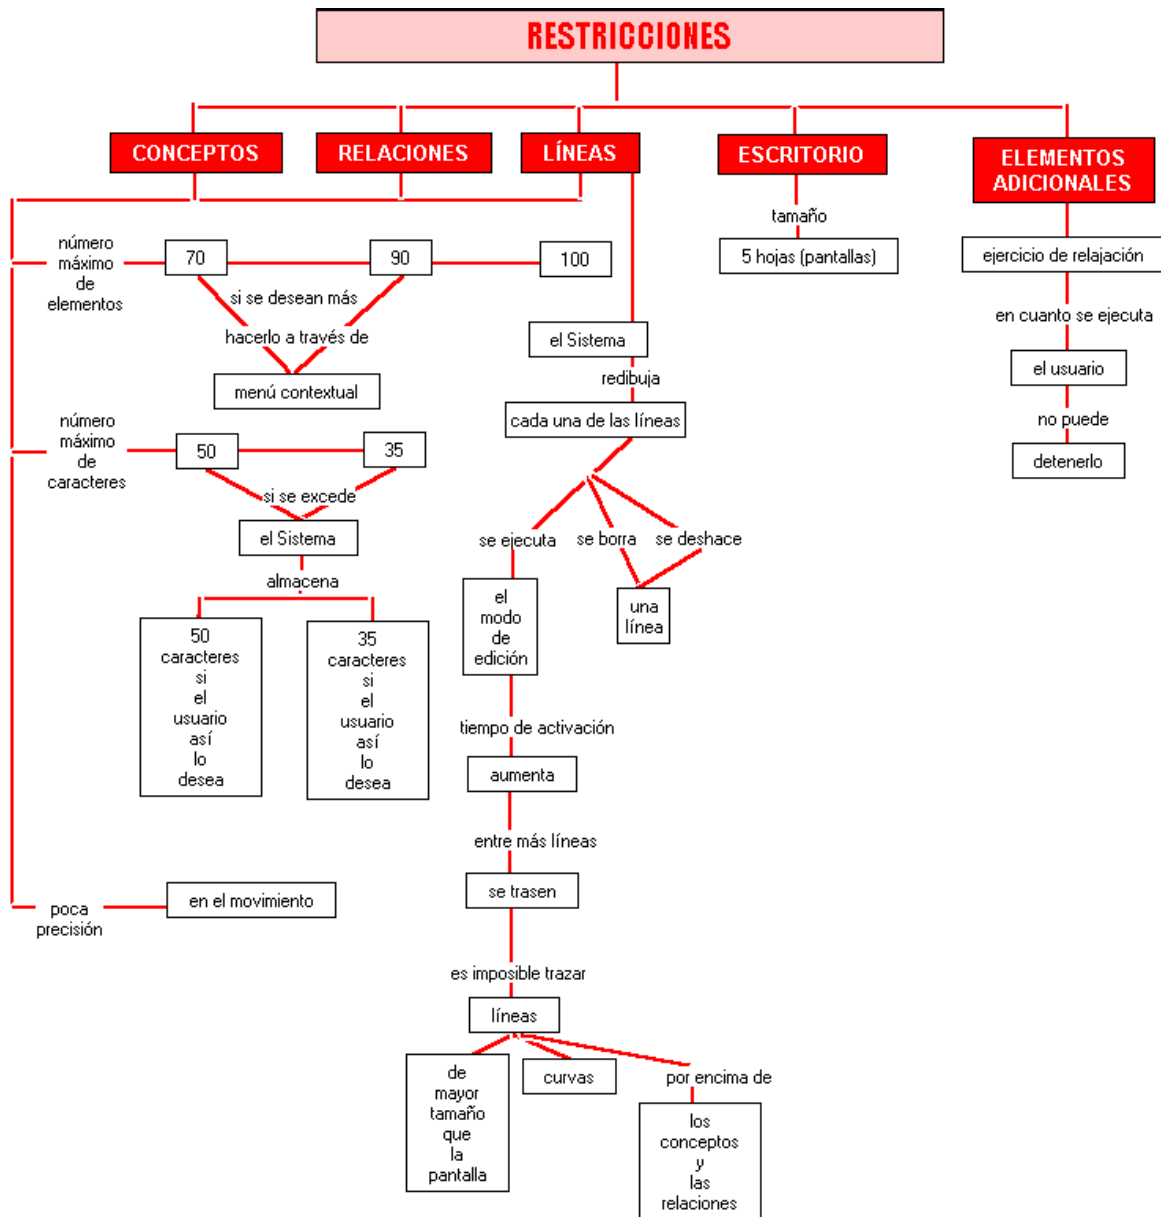 RESTRICCIONES
CONCEPTOS
RELACIONES
LÍNEAS
ESCRITORIO
ELEMENTOS
ADICIONALES
número
máximo
de
elementos
70
90
100
si se desean más
hacerlo a través de
menú contextual
número
máximo
de
caracteres
50
35
si se excede
el Sistema
almacena
50
caracteres
si
el
usuario
así
lo
desea
35
caracteres
si
el
usuario
así
lo
desea
poca
precisión
en el movimiento
el Sistema
redibuja
cada una de las líneas
se ejecuta
se borra
se deshace
el
modo
de
edición
una
línea
tiempo de activación
aumenta
entre más líneas
se trasen
es imposible trazar
líneas
de
mayor
tamaño
que
la
pantalla
curvas
por encima de
los
conceptos
y
las
relaciones
tamaño
5 hojas (pantallas)
ejercicio de relajación
en cuanto se ejecuta
el usuario
no puede
detenerlo